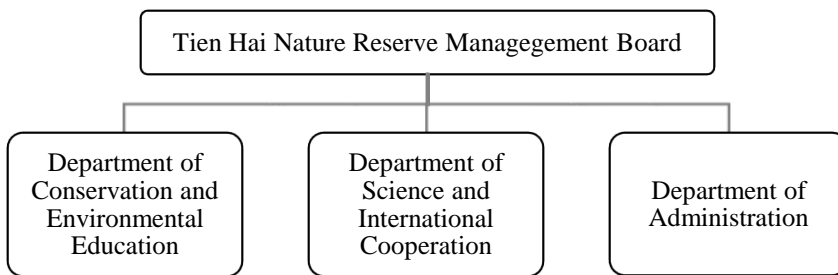 Tien Hai Nature Reserve Managegement Board
Department of
Conservation and
Environmental
Education
Department of
Science and
International
Cooperation
Department of
Administration